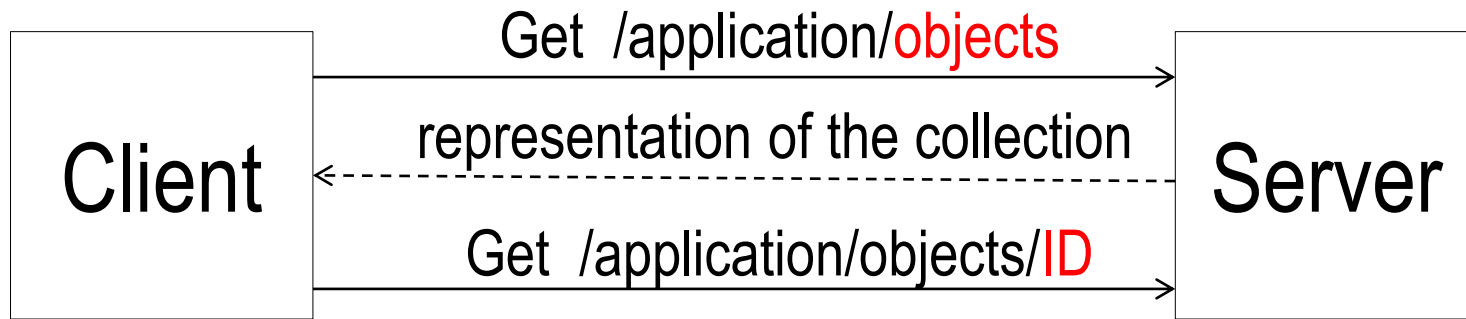 Get /application/objects
Client
representation of the collection
Server
Get /application/objects/ID